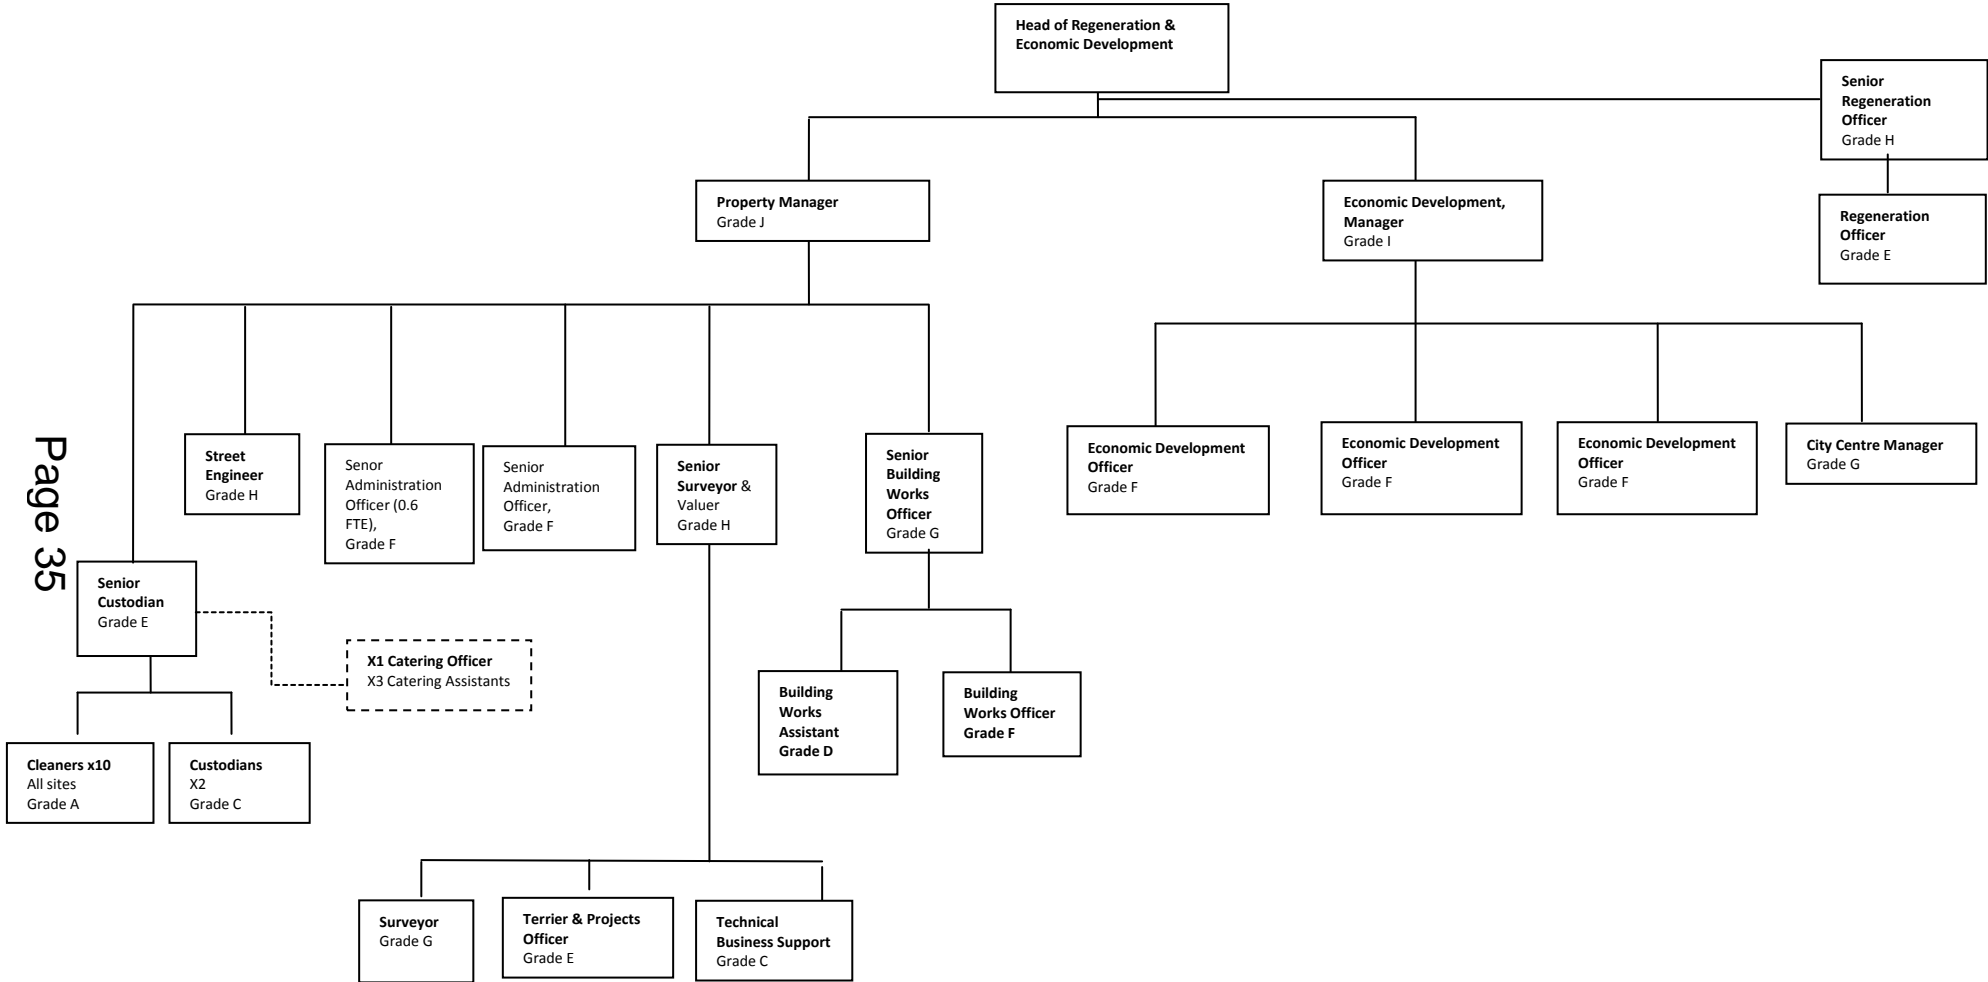 Head of Regeneration &
Economic Development
Senior
Regeneration
Officer
Grade H
Property Manager
Grade J
Economic Development,
Manager
Grade I
Regeneration
Officer
Grade E
Street
Engineer
Grade H
Senor
Administration
Officer (0.6
FTE),
Grade F
Senior
Administration
Officer,
Grade F
Senior
Surveyor &
Valuer
Grade H
Senior
Building
Works
Officer
Grade G
Economic Development
Officer
Grade F
Economic Development
Officer
Grade F
Economic Development
Officer
Grade F
City Centre Manager
Grade G
Page 35
Senior
Custodian
Grade E
X1 Catering Officer
X3 Catering Assistants
Building
Works
Assistant
Grade D
Building
Works Officer
Grade F
Cleaners x10
All sites
Grade A
Custodians
X2
Grade C
Surveyor
Grade G
Terrier & Projects
Officer
Grade E
Technical
Business Support
Grade C